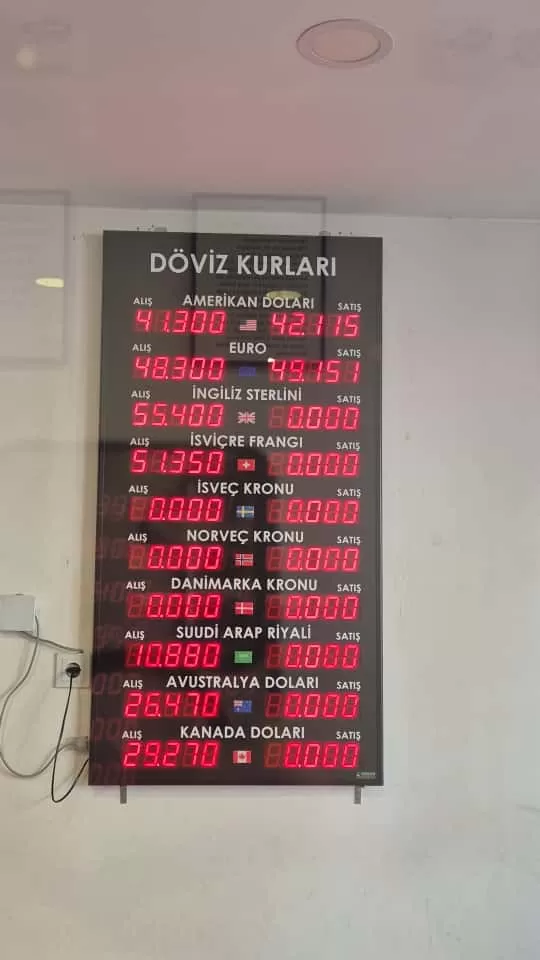 DÖVİZ KURLARI
ALIŞ AMERİKAN DOLARI SATIŞ
41.300 42.115
ALIŞ EURO SATIŞ
48.300 49.151
ALIŞ İNGİLİZ STERLİNİ SATIŞ
55.400 0.000
ALIŞ İSVİÇRE FRANGI SATIŞ
51.350 0.000
ALIŞ İSVEÇ KRONU SATIŞ
0.000 0.000
ALIŞ NORVEÇ KRONU SATIŞ
0.000 0.000
ALIŞ DANİMARKA KRONU SATIŞ
0.000 0.000
ALIŞ SUUDİ ARAP RİYALİ SATIŞ
10.880 0.000
ALIŞ AVUSTRALYA DOLARI SATIŞ
26.470 0.000
ALIŞ KANADA DOLARI SATIŞ
29.270 0.000